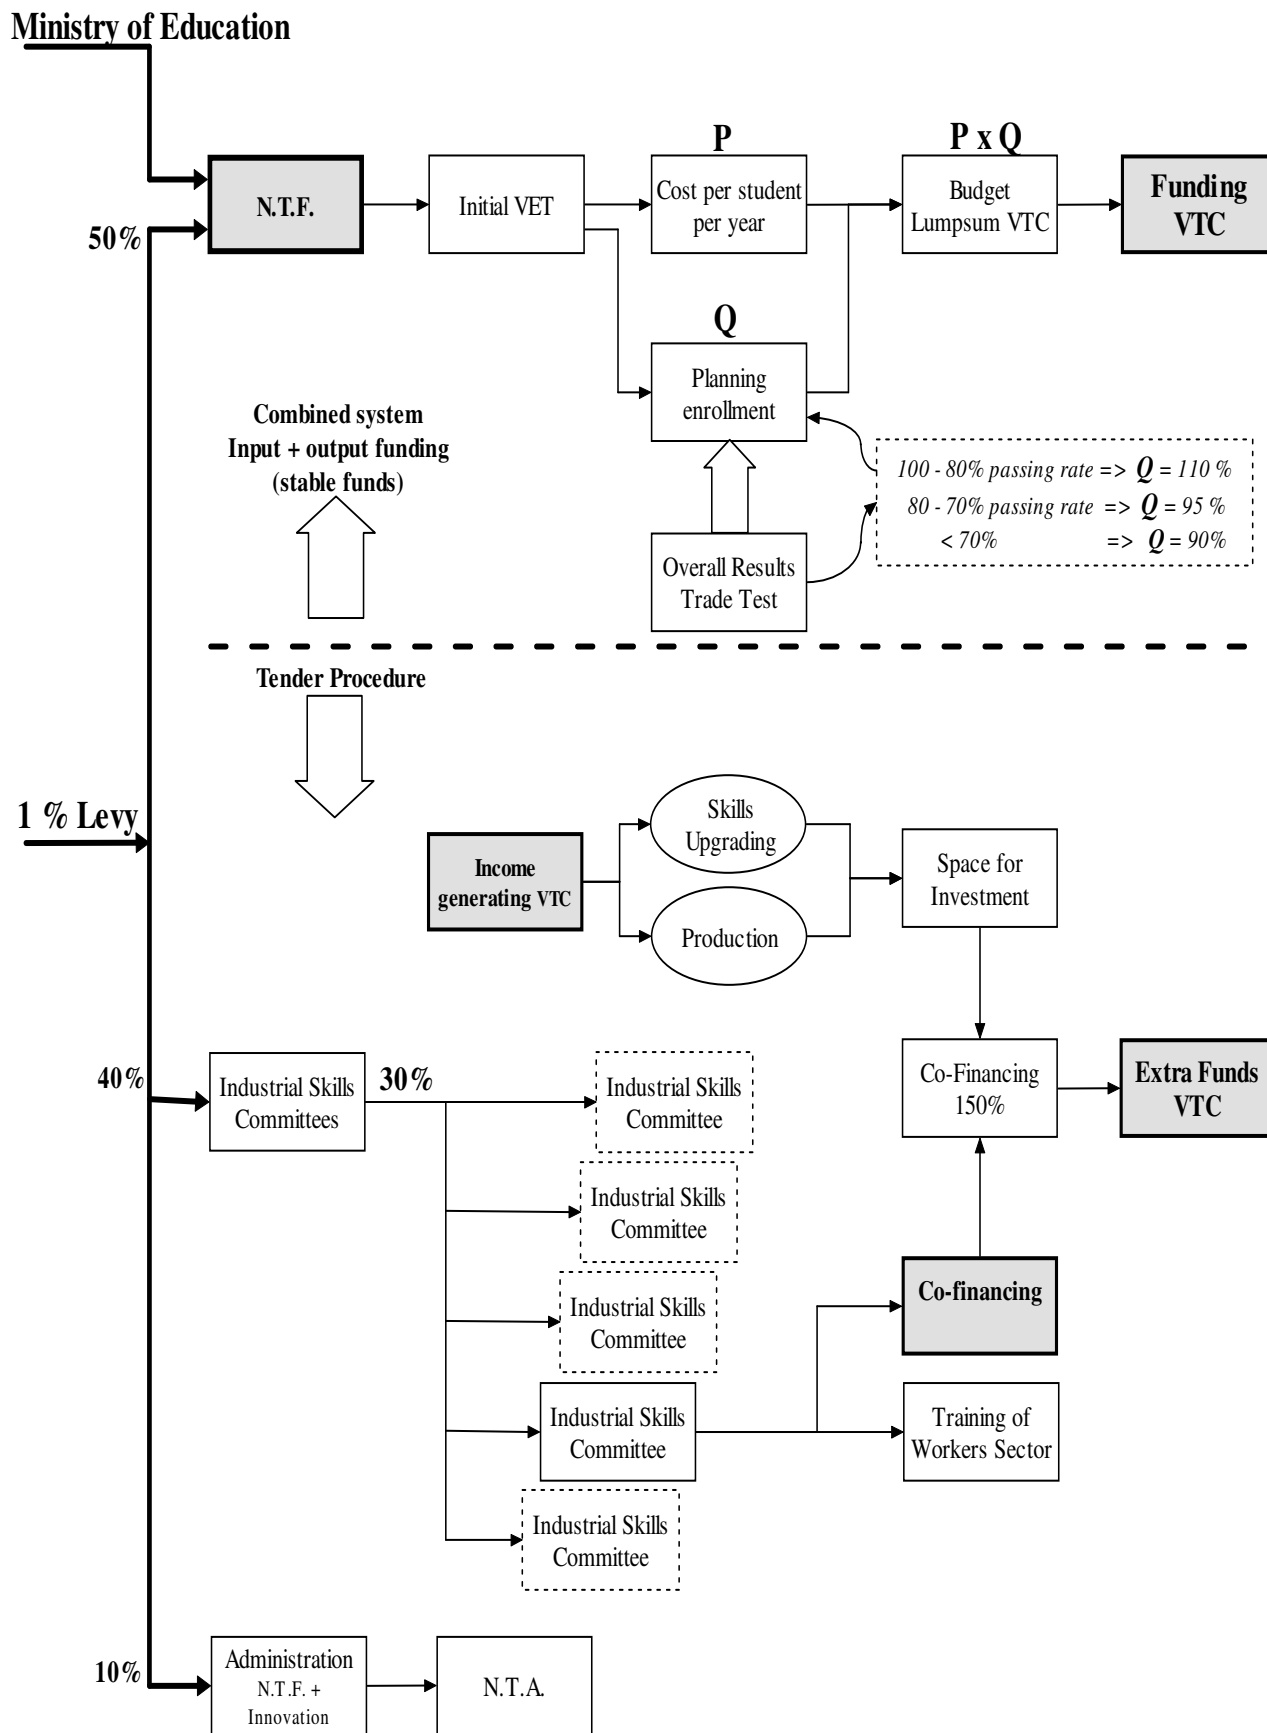 Ministry of Education
P
P x Q
N.T.F.
Initial VET
Cost per student
per year
Budget
Lumpsum VTC
Funding
VTC
50%
Q
Planning
enrollment
Combined system
Input + output funding
(stable funds)
100 - 80% passing rate => Q = 110 %
80 - 70% passing rate => Q = 95 %
< 70% => Q = 90%
Overall Results
Trade Test
Tender Procedure
1 % Levy
Skills
Upgrading
Income
generating VTC
Space for
Investment
Production
40%
Industrial Skills
Committees
30%
Industrial Skills
Committee
Co-Financing
150%
Extra Funds
VTC
Industrial Skills
Committee
Industrial Skills
Committee
Co-financing
Industrial Skills
Committee
Training of
Workers Sector
Industrial Skills
Committee
10%
Administration
N.T.F. +
Innovation
N.T.A.